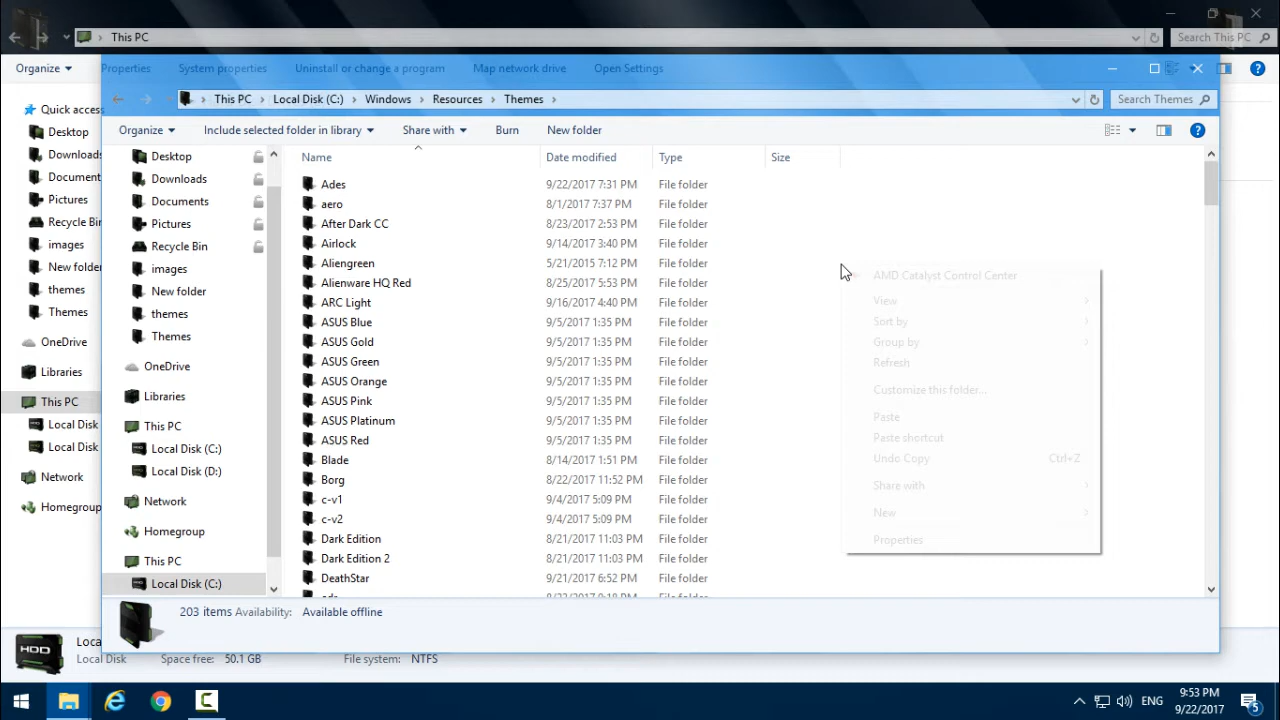 This PC
Search This PC
Organize
Properties
System properties
Uninstall or change a program
Map network drive
Open Settings
This PC
Local Disk (C:)
Windows
Resources
Themes
Search Themes
Quick access
Desktop
Downloads
Document
Pictures
Recycle Bin
images
New folder
themes
Themes
OneDrive
Libraries
This PC
Local Disk
Local Disk
Network
Homegroup
Organize
Include selected folder in library
Share with
Burn
New folder
Desktop
Downloads
Documents
Pictures
Recycle Bin
images
New folder
themes
Themes
OneDrive
Libraries
This PC
Local Disk (C:)
Local Disk (D:)
Network
Homegroup
This PC
Local Disk (C:)
Name Date modified Type Size
Ades 9/22/2017 7:31 PM File folder
aero 8/1/2017 7:37 PM File folder
After Dark CC 8/23/2017 2:53 PM File folder
Airlock 9/14/2017 3:40 PM File folder
Aliengreen 5/21/2015 7:12 PM File folder
Alienware HQ Red 8/25/2017 5:53 PM File folder
ARC Light 9/16/2017 4:40 PM File folder
ASUS Blue 9/5/2017 1:35 PM File folder
ASUS Gold 9/5/2017 1:35 PM File folder
ASUS Green 9/5/2017 1:35 PM File folder
ASUS Orange 9/5/2017 1:35 PM File folder
ASUS Pink 9/5/2017 1:35 PM File folder
ASUS Platinum 9/5/2017 1:35 PM File folder
ASUS Red 9/5/2017 1:35 PM File folder
Blade 8/14/2017 1:51 PM File folder
Borg 8/22/2017 11:52 PM File folder
c-v1 9/4/2017 5:09 PM File folder
c-v2 9/4/2017 5:09 PM File folder
Dark Edition 8/21/2017 11:03 PM File folder
Dark Edition 2 8/21/2017 11:03 PM File folder
DeathStar 9/21/2017 6:52 PM File folder
AMD Catalyst Control Center
View
Sort by
Group by
Refresh
Customize this folder...
Paste
Paste shortcut
Undo Copy Ctrl+Z
Share with
New
Properties
203 items Availability: Available offline
HDD
Loca
Local Disk Space free: 50.1 GB File system: NTFS
ENG
9:53 PM
9/22/2017
5